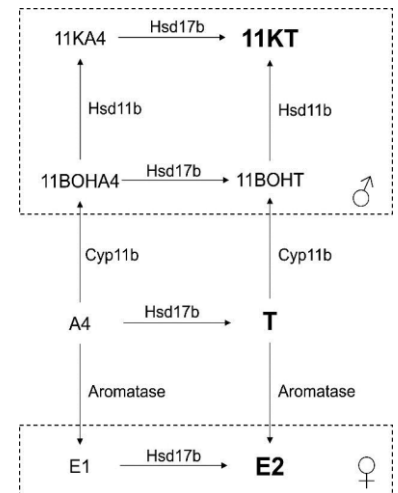 11KA4 Hsd17b 11KT
Hsd11b Hsd11b
11BOHA4 Hsd17b 11BOHT
♂
Cyp11b Cyp11b
A4 Hsd17b T
Aromatase Aromatase
E1 Hsd17b E2 ♀